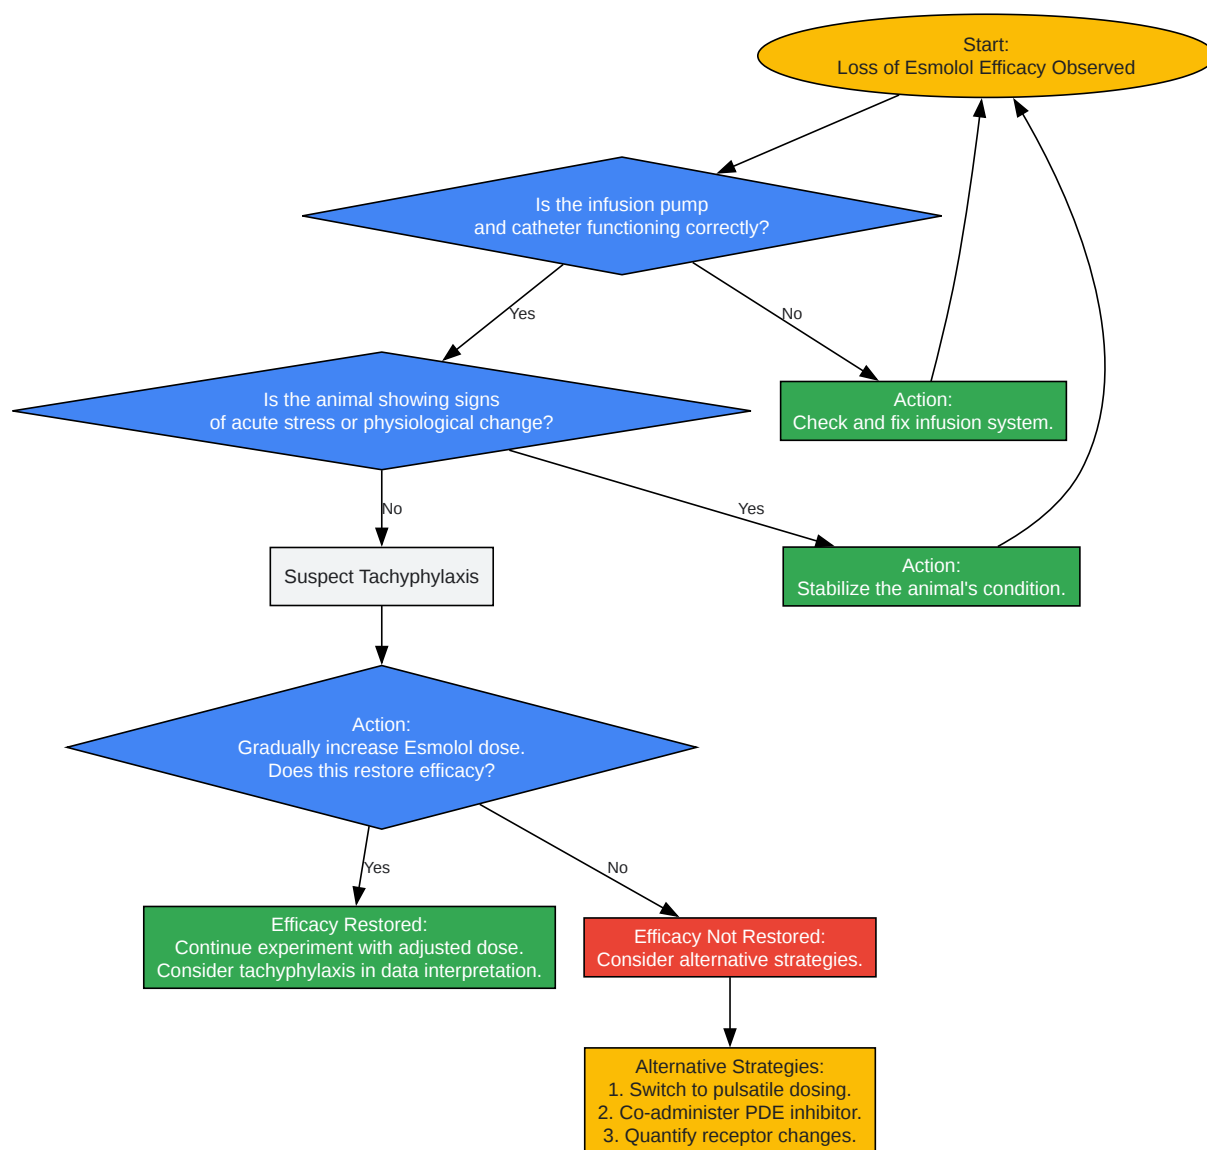 Start:
Loss of Esmolol Efficacy Observed
Is the infusion pump
and catheter functioning correctly?
Yes
No
Is the animal showing signs
of acute stress or physiological change?
Action:
Check and fix infusion system.
No
Yes
Suspect Tachyphylaxis
Action:
Stabilize the animal's condition.
Action:
Gradually increase Esmolol dose.
Does this restore efficacy?
Yes
No
Efficacy Restored:
Continue experiment with adjusted dose.
Consider tachyphylaxis in data interpretation.
Efficacy Not Restored:
Consider alternative strategies.
Alternative Strategies:
1. Switch to pulsatile dosing.
2. Co-administer PDE inhibitor.
3. Quantify receptor changes.